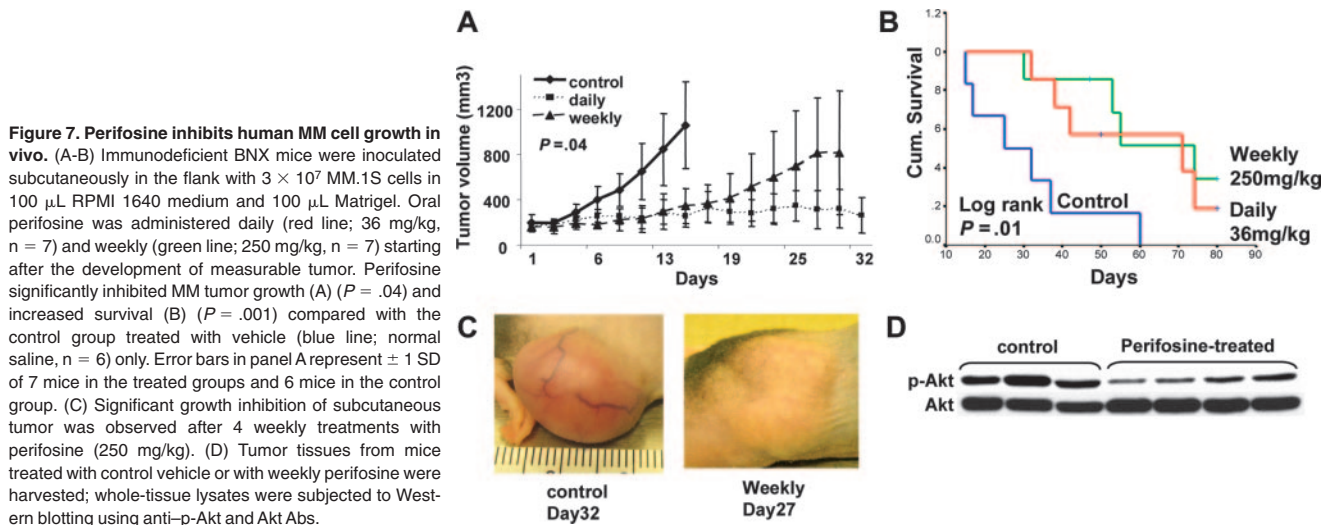 Figure 7. Perifosine inhibits human MM cell growth in
vivo. (A-B) Immunodeficient BNX mice were inoculated
subcutaneously in the flank with 3 × 10⁷ MM.1S cells in
100 μL RPMI 1640 medium and 100 μL Matrigel. Oral
perifosine was administered daily (red line; 36 mg/kg,
n = 7) and weekly (green line; 250 mg/kg, n = 7) starting
after the development of measurable tumor. Perifosine
significantly inhibited MM tumor growth (A) (P = .04) and
increased survival (B) (P = .001) compared with the
control group treated with vehicle (blue line; normal
saline, n = 6) only. Error bars in panel A represent ± 1 SD
of 7 mice in the treated groups and 6 mice in the control
group. (C) Significant growth inhibition of subcutaneous
tumor was observed after 4 weekly treatments with
perifosine (250 mg/kg). (D) Tumor tissues from mice
treated with control vehicle or with weekly perifosine were
harvested; whole-tissue lysates were subjected to West-
ern blotting using anti–p-Akt and Akt Abs.
A
Tumor volume (mm3)
1200
800
400
0
control
daily
weekly
P=.04
1 6 13 19 25 32
Days
B
Cum. Survival
1.2
0
.8
6
.4
.2
0.0
Log rank
P=.01
Control
Weekly
250mg/kg
Daily
36mg/kg
10 20 30 40 50 60 70 80 90
Days
C
control
Day32
Weekly
Day27
D
control
Perifosine-treated
p-Akt
Akt